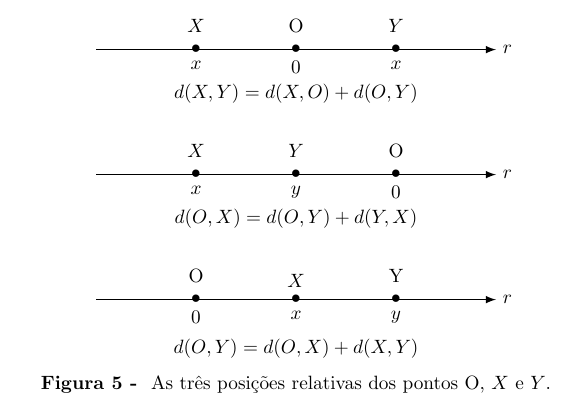 X O Y
r
x 0 x
d(X, Y) = d(X, O) + d(O, Y)
X Y O
r
x y 0
d(O, X) = d(O, Y) + d(Y, X)
O X Y
r
0 x y
d(O, Y) = d(O, X) + d(X, Y)
Figura 5 - As três posições relativas dos pontos O, X e Y.